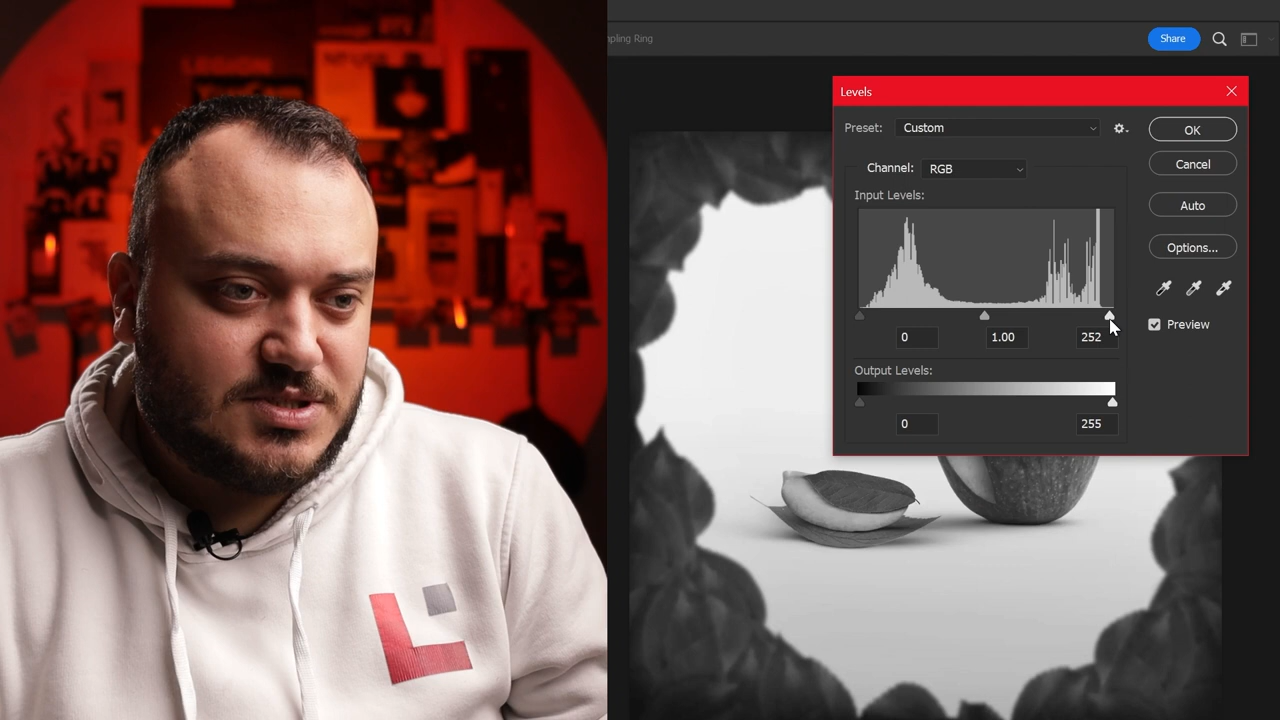 pling Ring
Share
Levels
Preset:
Custom
OK
Channel:
RGB
Cancel
Input Levels:
Auto
Options...
0
1.00
252
Preview
Output Levels:
0
255